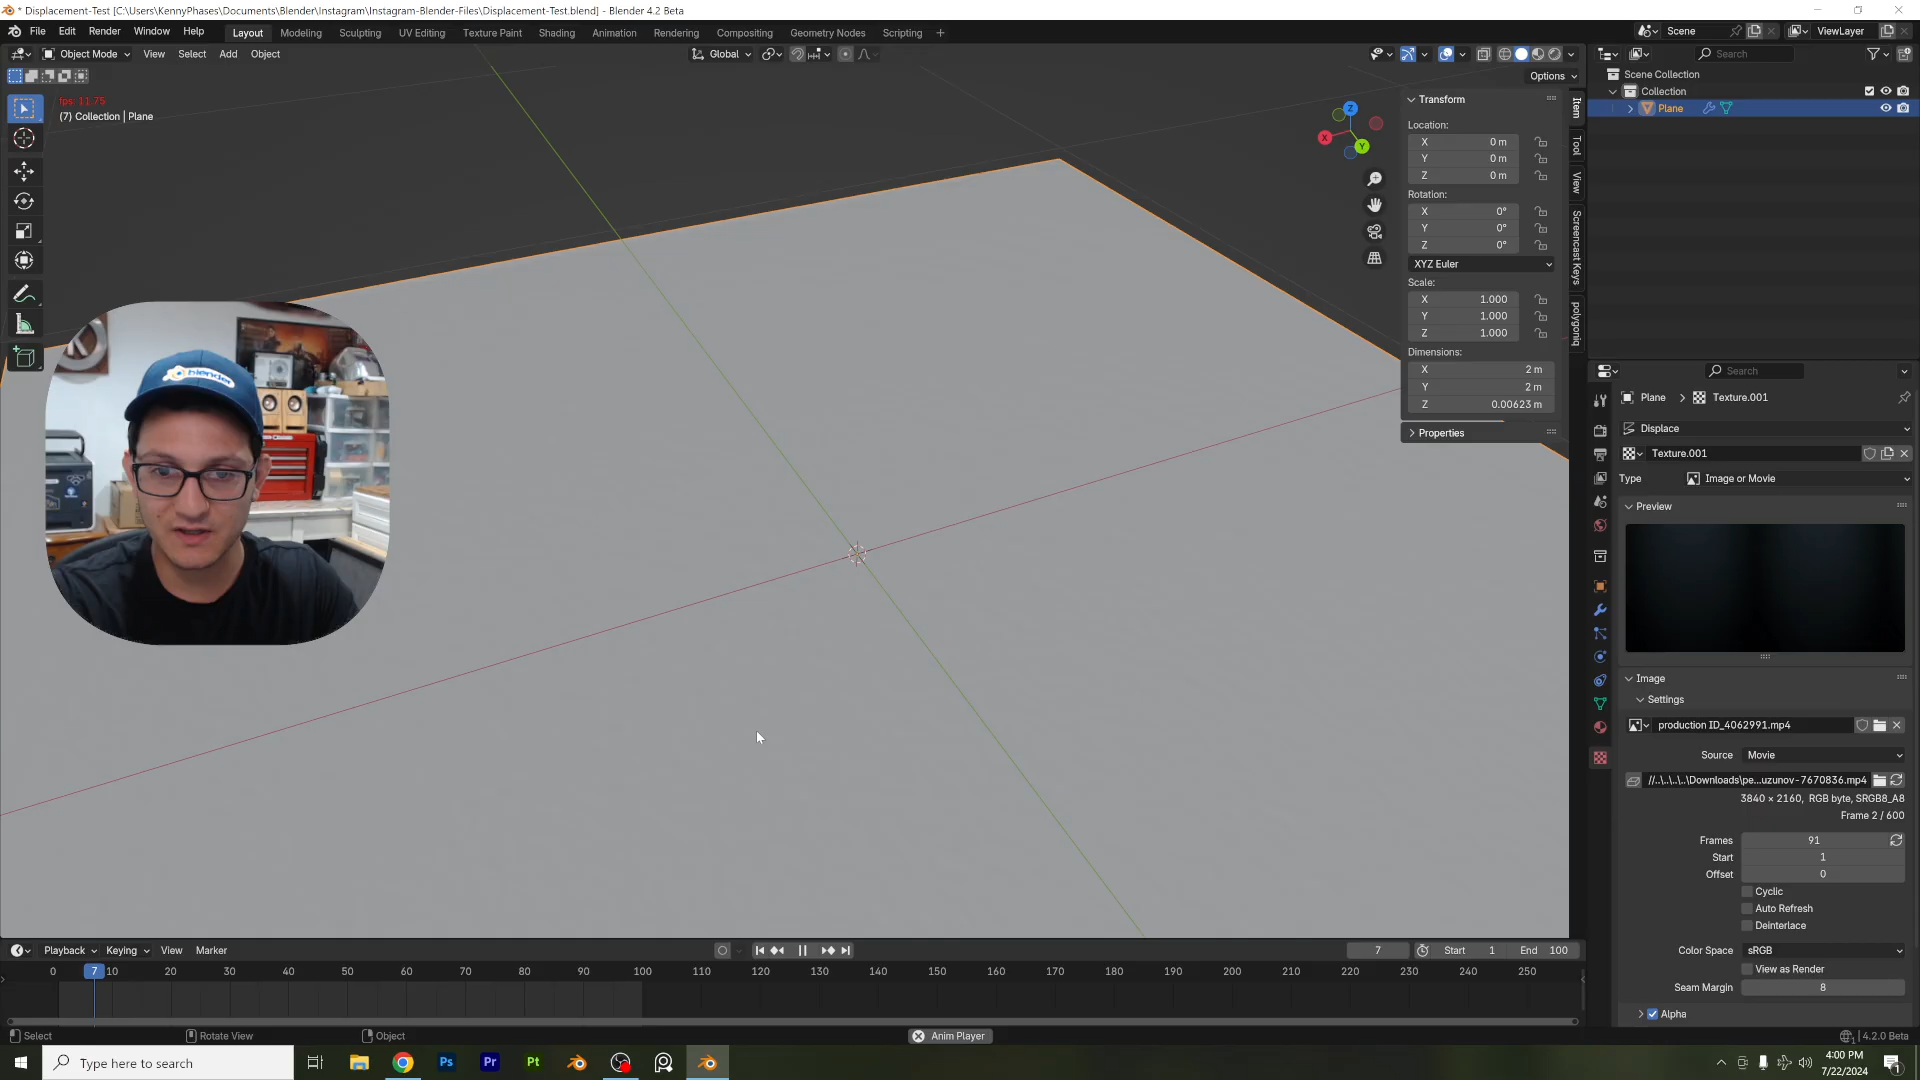 * Displacement-Test [C:\Users\KennyPhases\Documents\Blender\Instagram\Instagram-Blender-Files\Displacement-Test.blend] - Blender 4.2 Beta
File Edit Render Window Help Layout Modeling Sculpting UV Editing Texture Paint Shading Animation Rendering Compositing Geometry Nodes Scripting + Scene ViewLayer
Object Mode View Select Add Object Global Search
Options
Scene Collection
Collection
Plane
fps: 11.75
(7) Collection | Plane
Transform
Location:
X 0 m
Y 0 m
Z 0 m
Rotation:
X 0°
Y 0°
Z 0°
XYZ Euler
Scale:
X 1.000
Y 1.000
Z 1.000
Dimensions:
X 2 m
Y 2 m
Z 0.00623 m
Properties
Item
Tool
View
Screencast Keys
polygoniq
Z
X
Y
blender
Search
Plane > Texture.001
Displace
Texture.001
Type Image or Movie
Preview
Image
Settings
production ID_4062991.mp4
Source Movie
//..\..\..\..\Downloads\pe...uzunov-7670836.mp4
3840 × 2160, RGB byte, SRGB8_A8
Frame 2 / 600
Frames 91
Start 1
Offset 0
Cyclic
Auto Refresh
Deinterlace
Color Space sRGB
View as Render
Seam Margin 8
Alpha
Playback Keying View Marker 7 Start 1 End 100
0 7 10 20 30 40 50 60 70 80 90 100 110 120 130 140 150 160 170 180 190 200 210 220 230 240 250
Select Rotate View Object Anim Player 4.2.0 Beta
Type here to search Ps Pr Pt
4:00 PM
7/22/2024
1